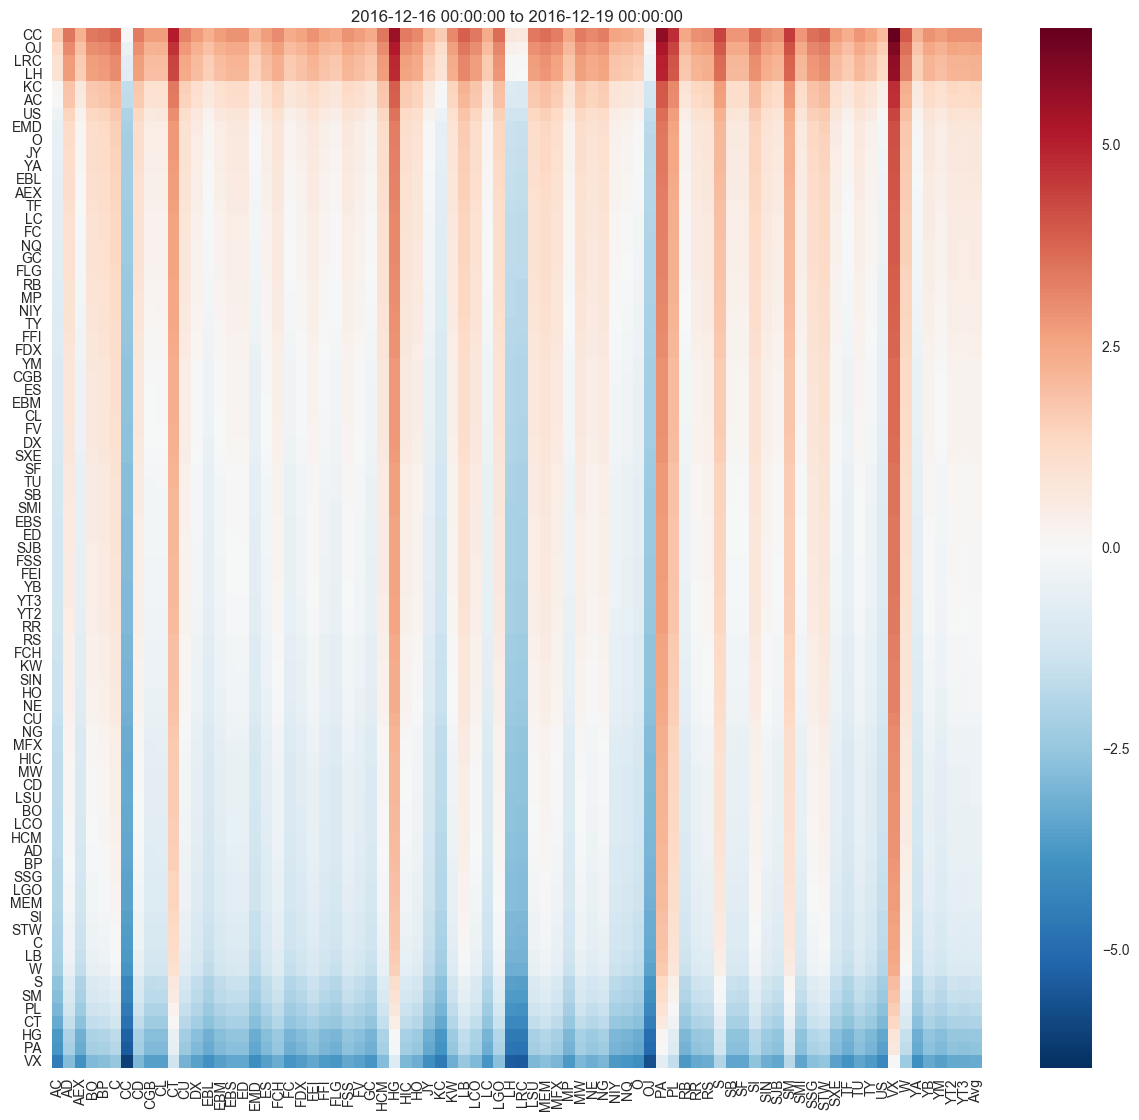 2016-12-16 00:00:00 to 2016-12-19 00:00:00
CC
OJ
LRC
LH
KC
AC
US
EMD
O
JY
YA
EBL
AEX
TF
LC
FC
NQ
GC
FLG
RB
MP
NIY
TY
FFI
FDX
YM
CGB
ES
EBM
CL
FV
DX
SXE
SF
TU
SB
SMI
EBS
ED
SJB
FSS
FEI
YB
YT3
YT2
RR
RS
FCH
KW
SIN
HO
NE
CU
NG
MFX
HIC
MW
CD
LSU
BO
LCO
HCM
AD
BP
SSG
LGO
MEM
SI
STW
C
LB
W
S
SM
PL
CT
HG
PA
VX
5.0
2.5
0.0
−2.5
−5.0
AC
AD
AEX
BO
BP
C
CC
CD
CGB
CL
CT
CU
DX
EBL
EBM
EBS
ED
EMD
ES
FCH
FC
FDX
FEI
FFI
FLG
FSS
FV
GC
HCM
HG
HIC
HO
JY
KC
KW
LB
LCO
LC
LGO
LH
LRC
LSU
MEM
MFX
MP
MW
NE
NG
NIY
NQ
O
OJ
PA
PL
RB
RR
RS
S
SB
SF
SI
SIN
SJB
SM
SMI
SSG
STW
SXE
TF
TU
TY
US
VX
W
YA
YB
YM
YT2
YT3
Avg